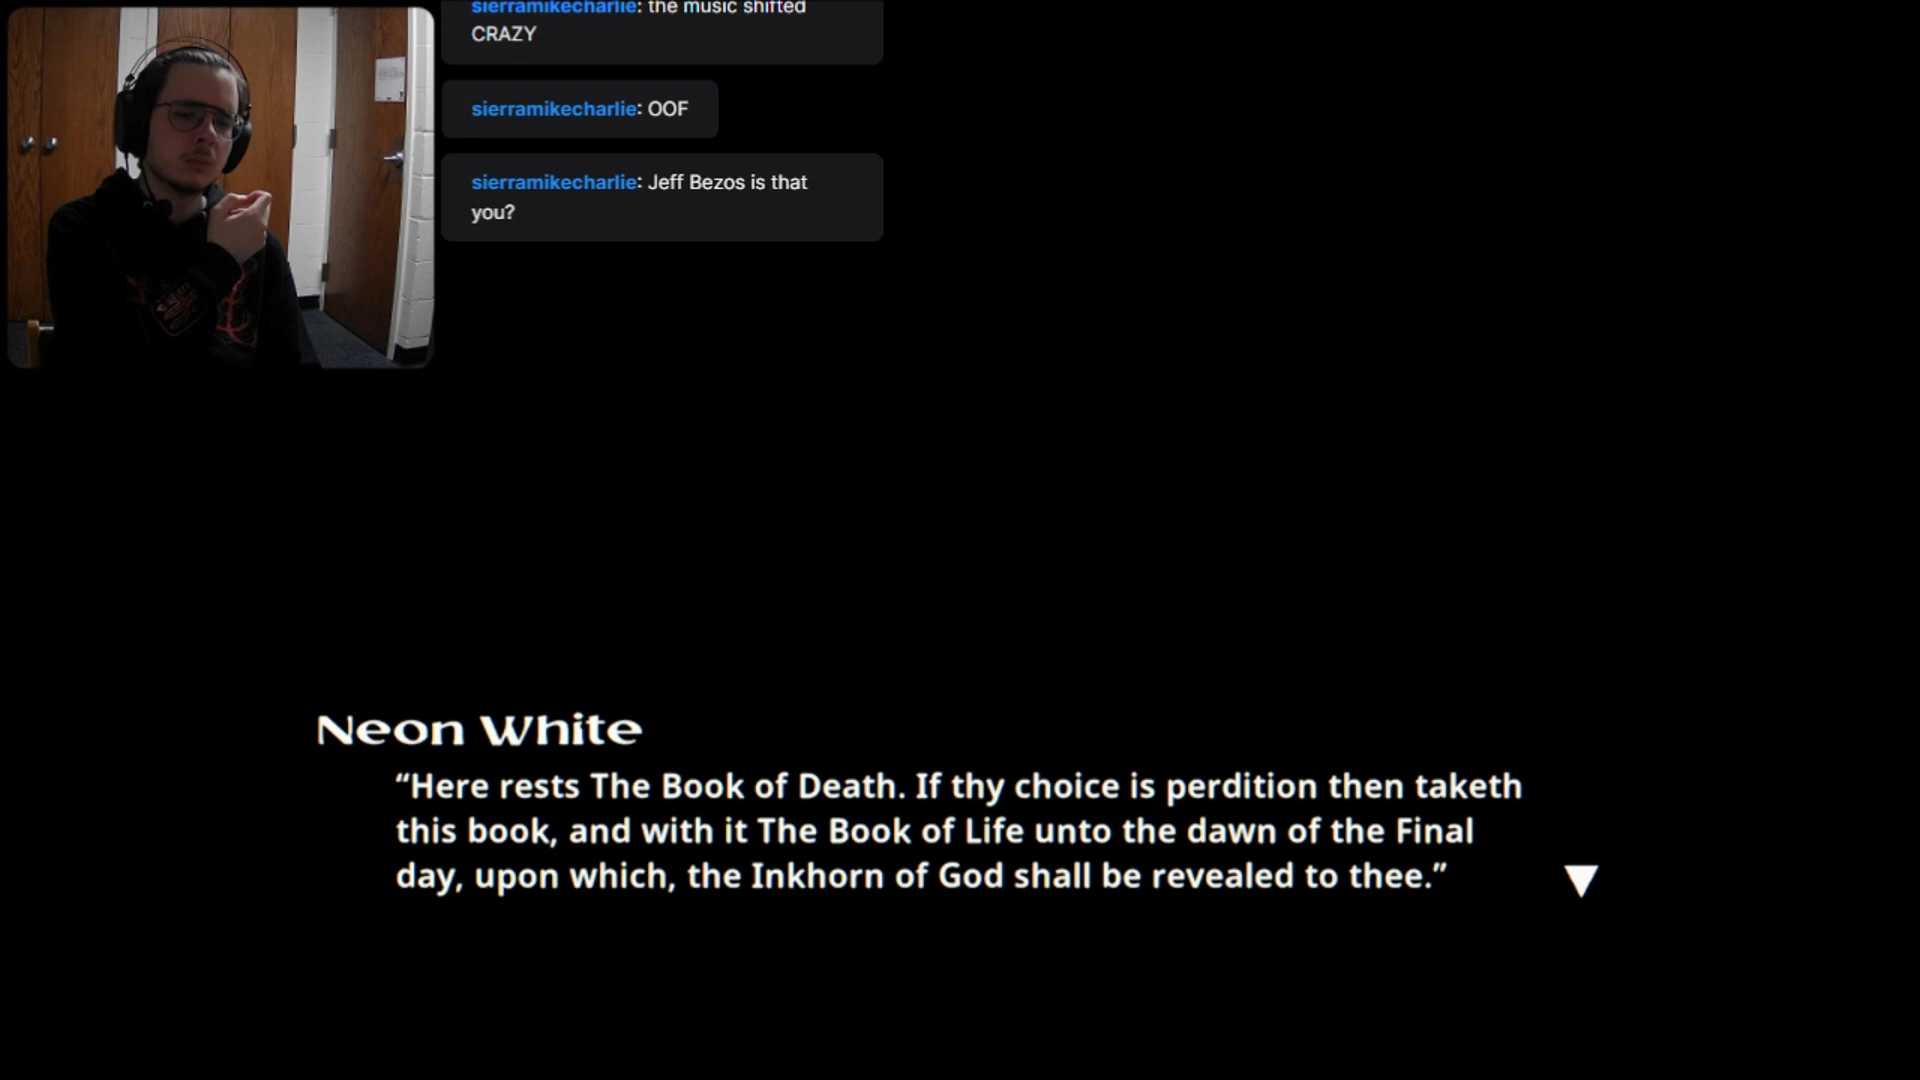 sierramikecharlie: the music shifted
CRAZY
sierramikecharlie: OOF
sierramikecharlie: Jeff Bezos is that
you?
Neon White
“Here rests The Book of Death. If thy choice is perdition then taketh
this book, and with it The Book of Life unto the dawn of the Final
day, upon which, the Inkhorn of God shall be revealed to thee.”